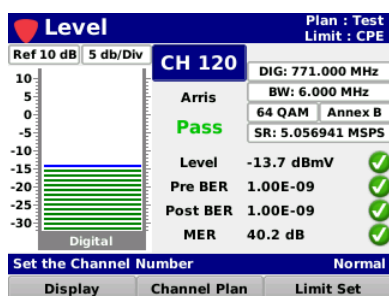 Level
Plan : Test
Limit : CPE
Ref 10 dB
5 db/Div
10
5
0
-5
-10
-15
-20
-25
-30
Digital
CH 120
Arris
Pass
DIG: 771.000 MHz
BW: 6.000 MHz
64 QAM
Annex B
SR: 5.056941 MSPS
Level -13.7 dBmV
Pre BER 1.00E-09
Post BER 1.00E-09
MER 40.2 dB
Set the Channel Number
Normal
Display
Channel Plan
Limit Set